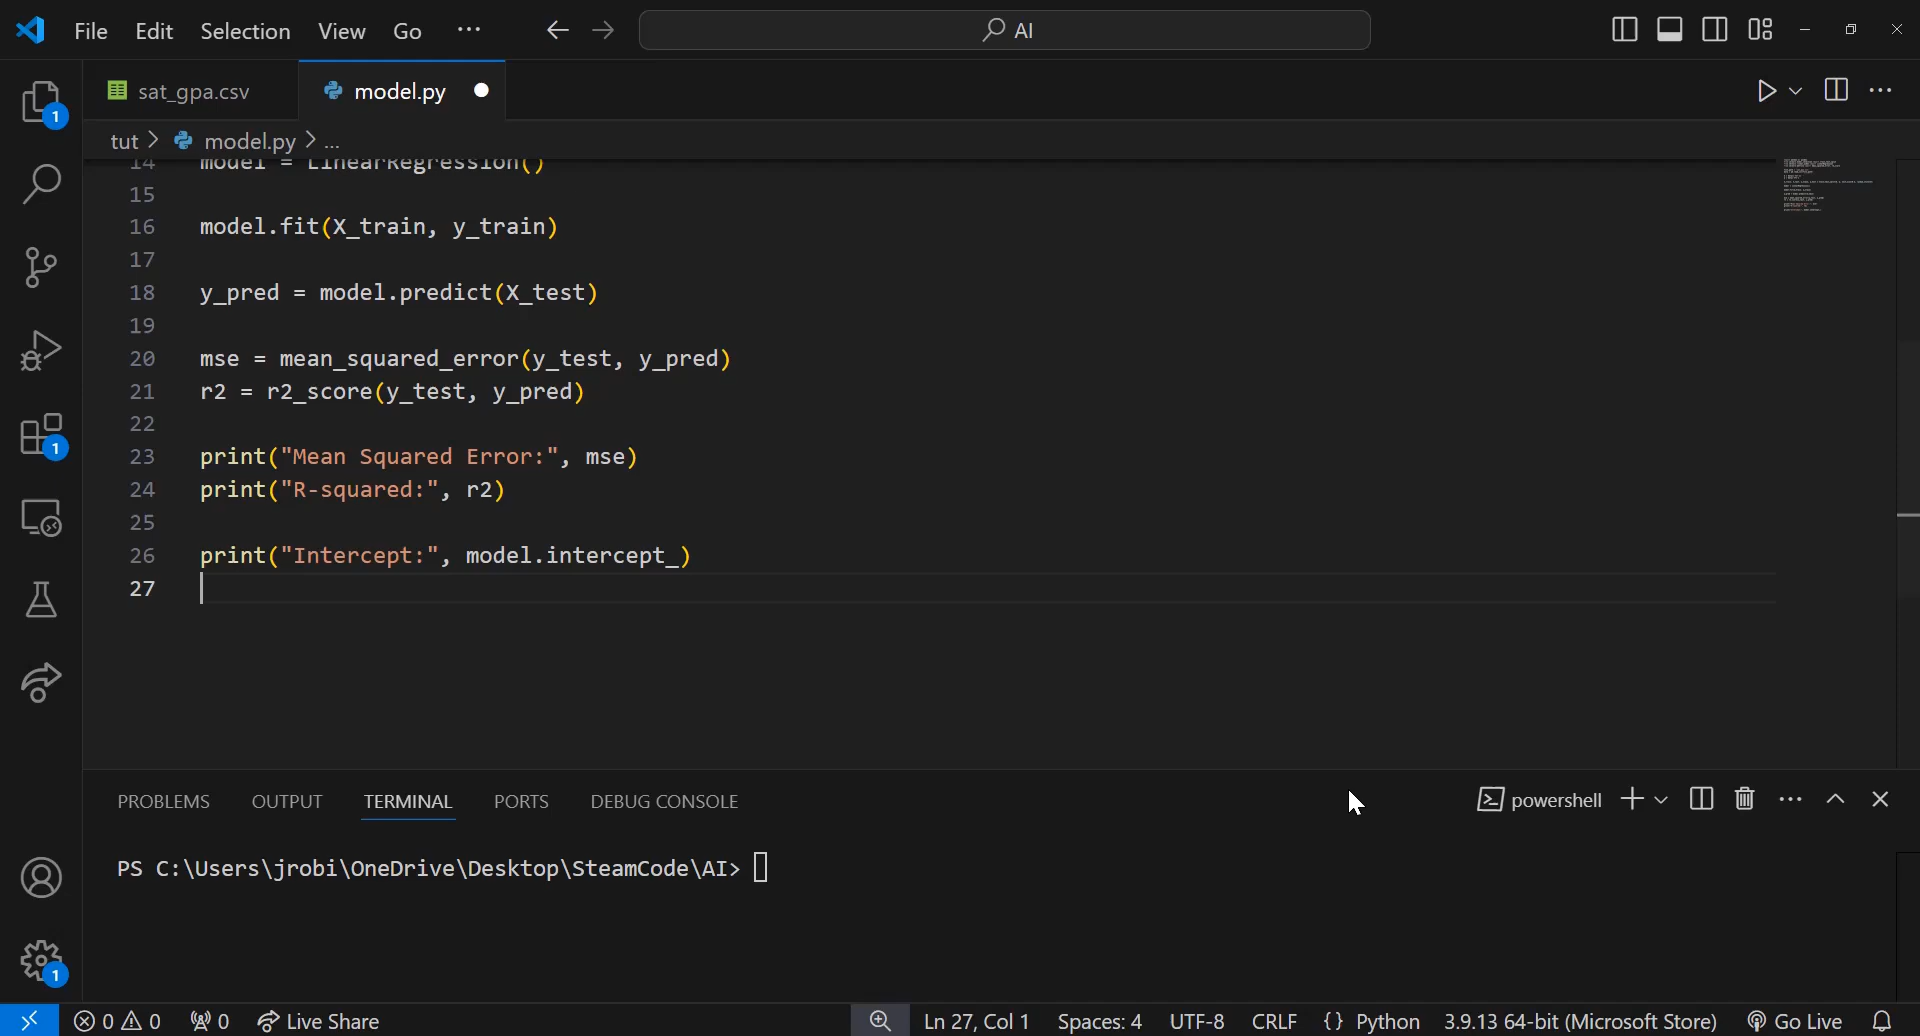 File Edit Selection View Go ··· AI
sat_gpa.csv model.py
tut > model.py > ...
14 model = LinearRegression()
15
16 model.fit(X_train, y_train)
17
18 y_pred = model.predict(X_test)
19
20 mse = mean_squared_error(y_test, y_pred)
21 r2 = r2_score(y_test, y_pred)
22
23 print("Mean Squared Error:", mse)
24 print("R-squared:", r2)
25
26 print("Intercept:", model.intercept_)
27
1
1
1
PROBLEMS OUTPUT TERMINAL PORTS DEBUG CONSOLE powershell
PS C:\Users\jrobi\OneDrive\Desktop\SteamCode\AI>
0 0 0 Live Share Ln 27, Col 1 Spaces: 4 UTF-8 CRLF {} Python 3.9.13 64-bit (Microsoft Store) Go Live